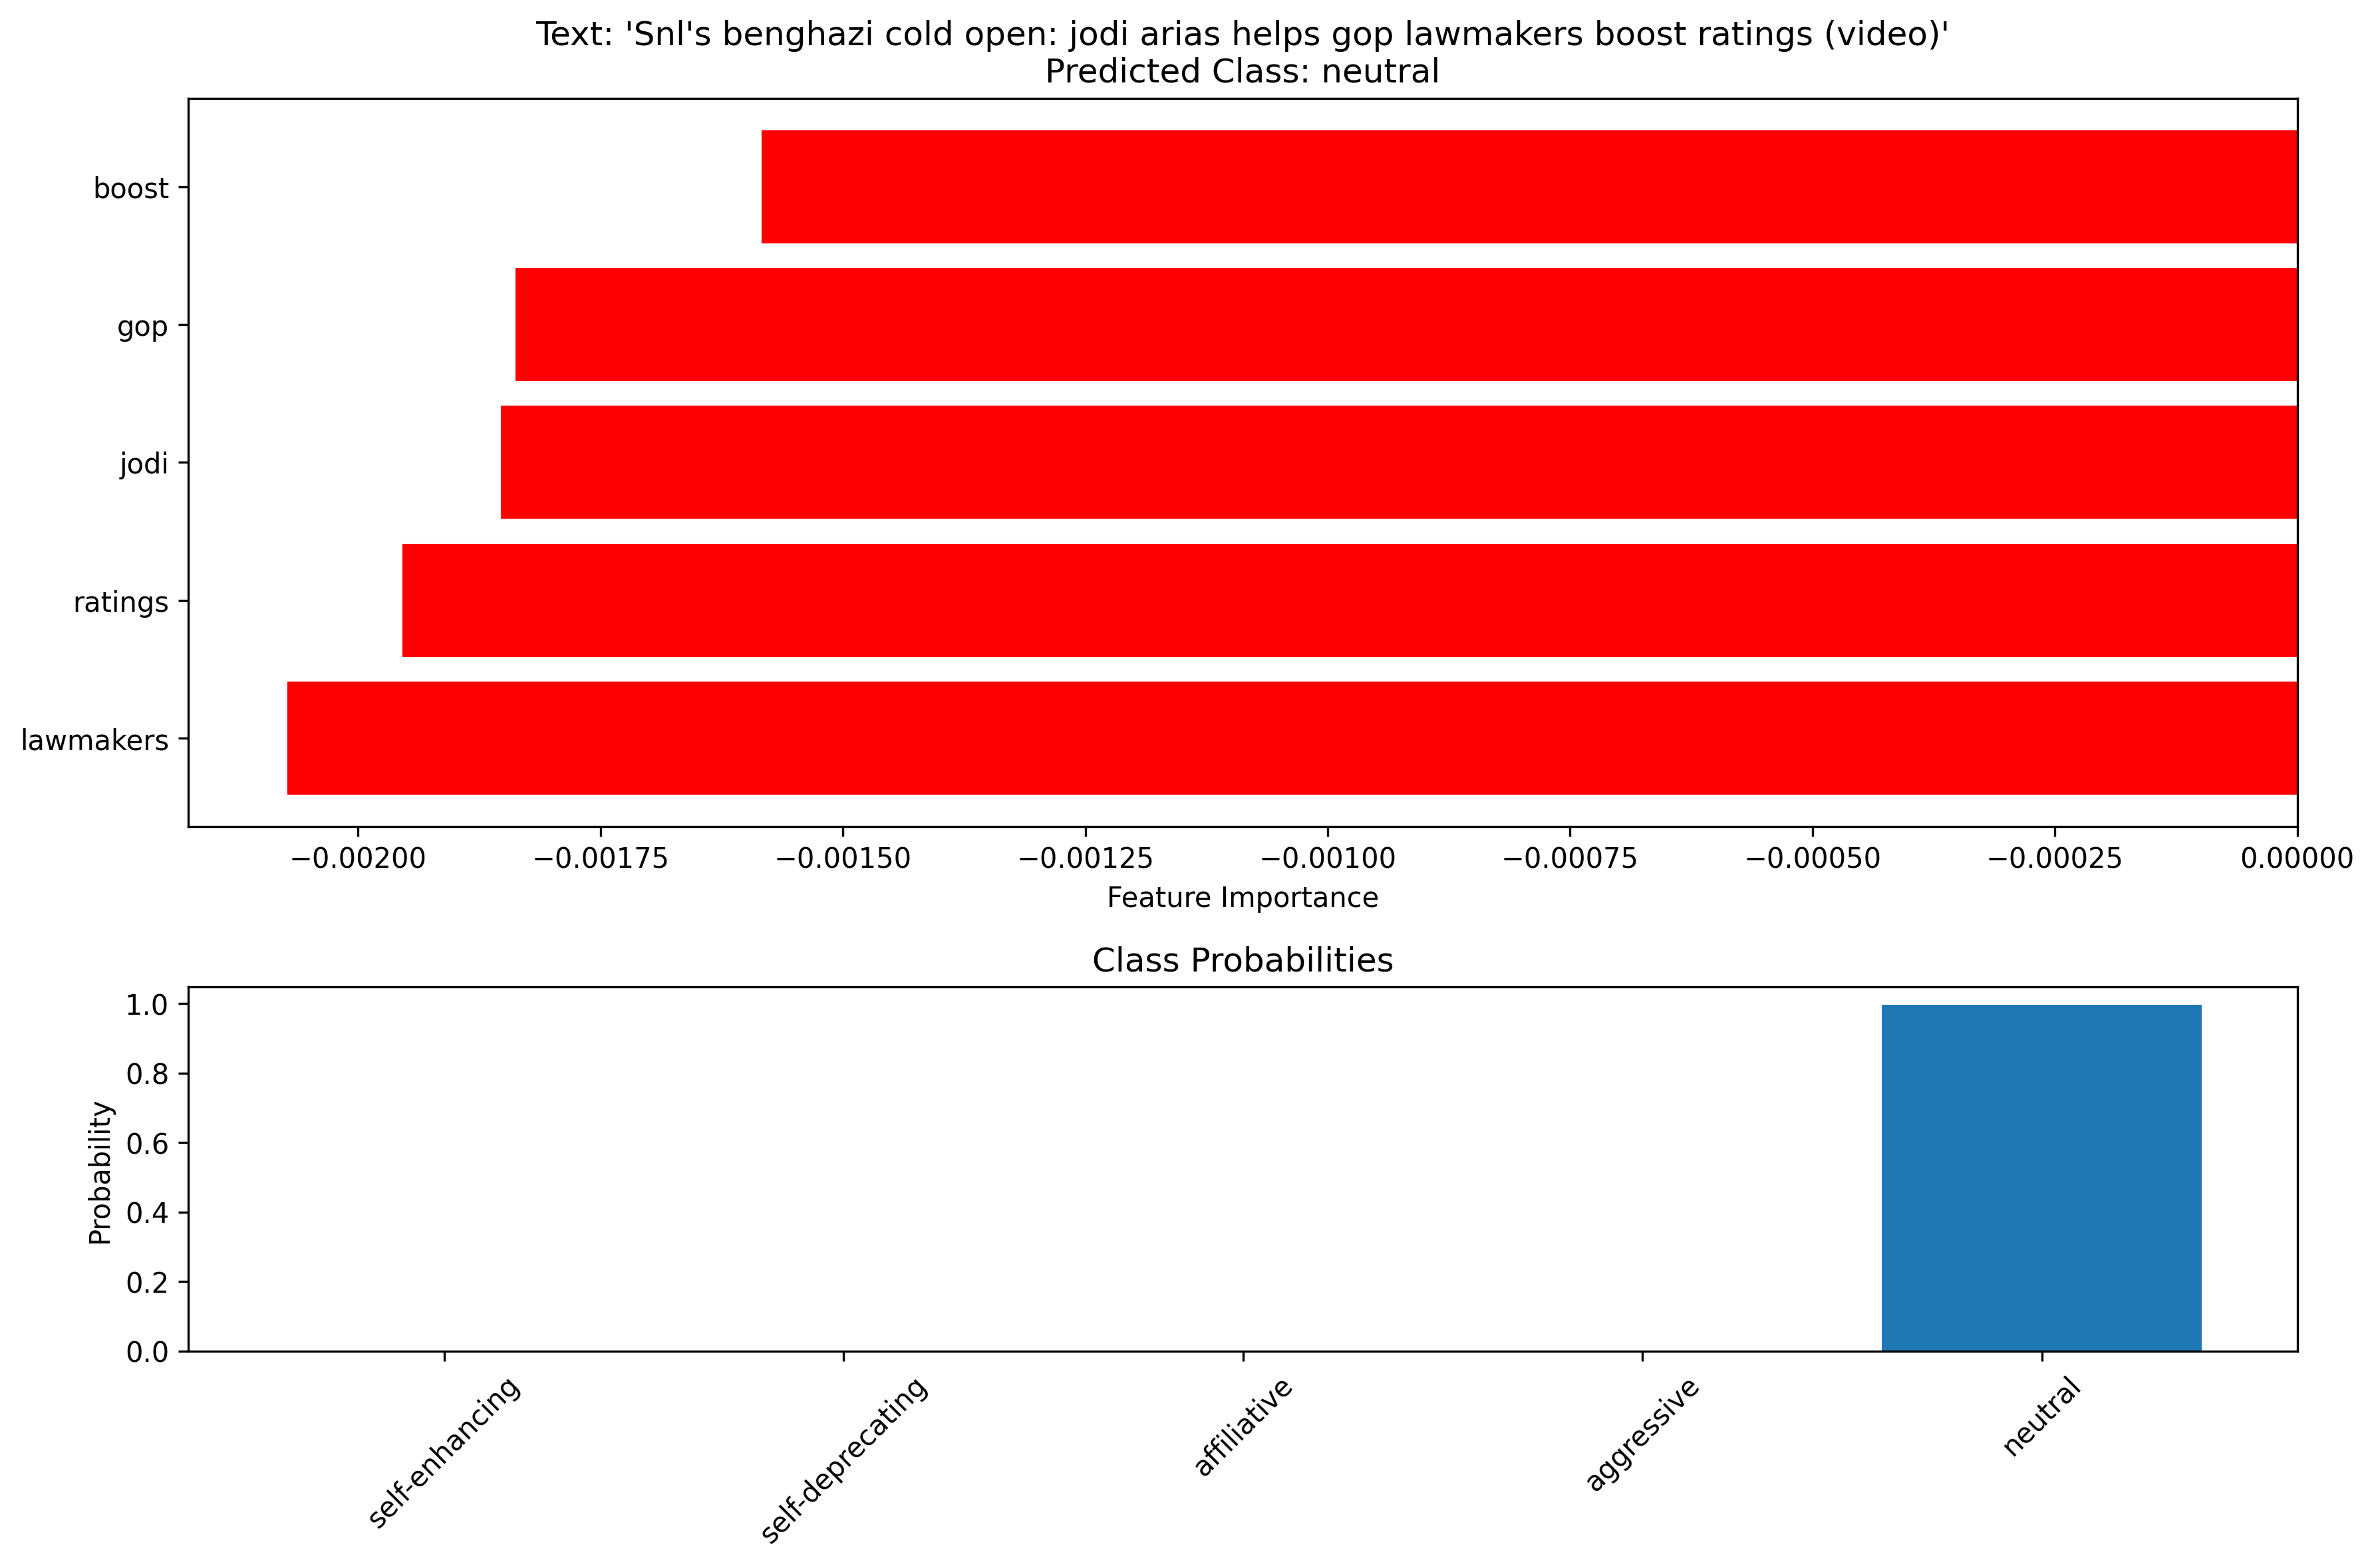 Text: 'Snl's benghazi cold open: jodi arias helps gop lawmakers boost ratings (video)'
Predicted Class: neutral
boost
gop
jodi
ratings
lawmakers
−0.00200 −0.00175 −0.00150 −0.00125 −0.00100 −0.00075 −0.00050 −0.00025 0.00000
Feature Importance
Class Probabilities
Probability
1.0
0.8
0.6
0.4
0.2
0.0
self-enhancing self-deprecating affiliative aggressive neutral